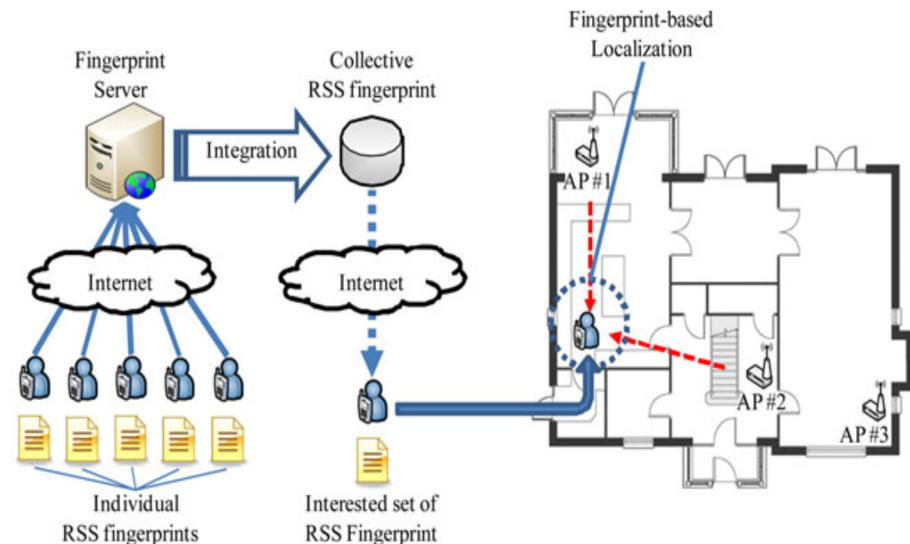 Fingerprint
Server
Collective
RSS fingerprint
Integration
Internet
Internet
Individual
RSS fingerprints
Interested set of
RSS Fingerprint
Fingerprint-based
Localization
AP #1
AP #2
AP #3